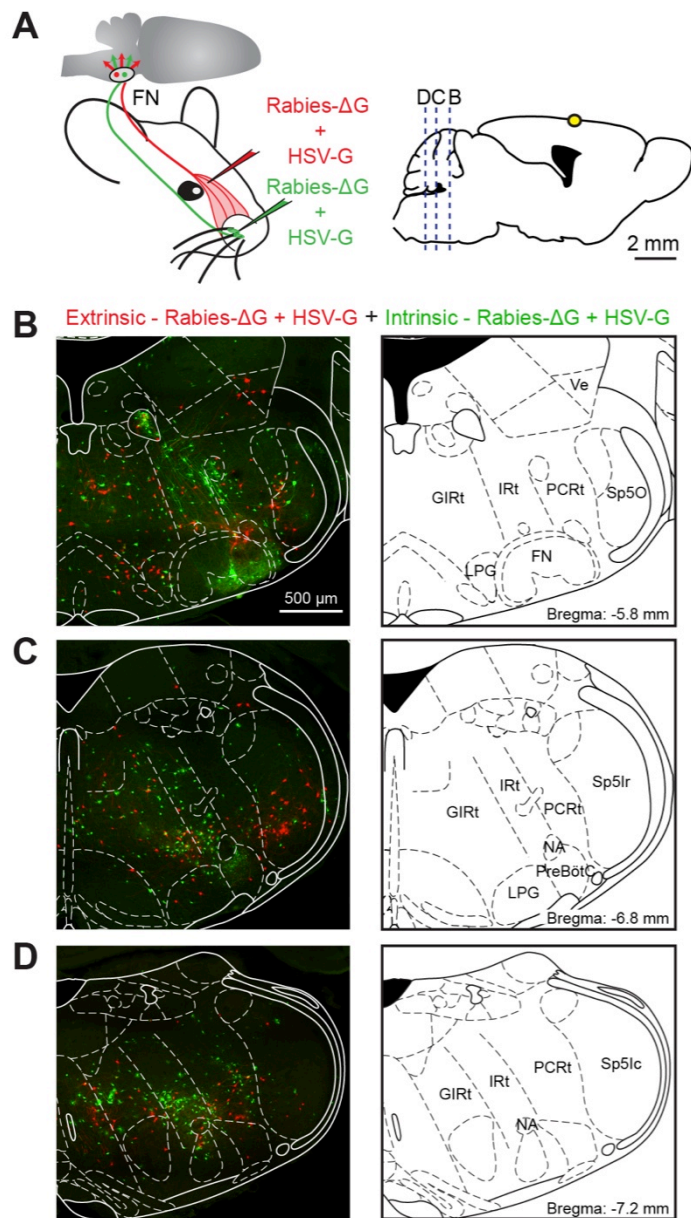 A
FN
Rabies-ΔG
+
HSV-G
Rabies-ΔG
+
HSV-G
DCB
2 mm
Extrinsic - Rabies-ΔG + HSV-G + Intrinsic - Rabies-ΔG + HSV-G
B
500 µm
Ve
GIRt
IRt
PCRt
Sp5O
LPG
FN
Bregma: -5.8 mm
C
GIRt
IRt
PCRt
Sp5Ir
NA
PreBötC
LPG
Bregma: -6.8 mm
D
GIRt
IRt
PCRt
Sp5Ic
NA
Bregma: -7.2 mm